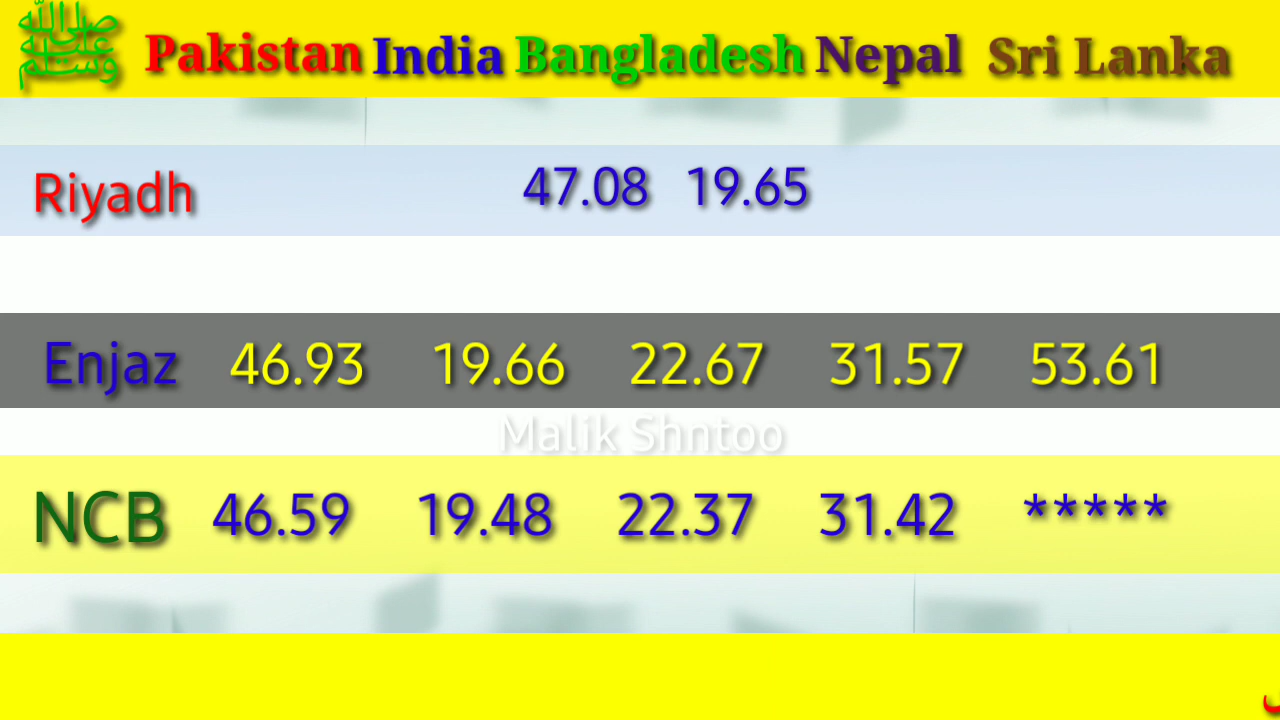 صلى الله عليه وسلم
Pakistan India Bangladesh Nepal Sri Lanka
Riyadh 47.08 19.65
Enjaz 46.93 19.66 22.67 31.57 53.61
Malik Shntoo
NCB 46.59 19.48 22.37 31.42 *****